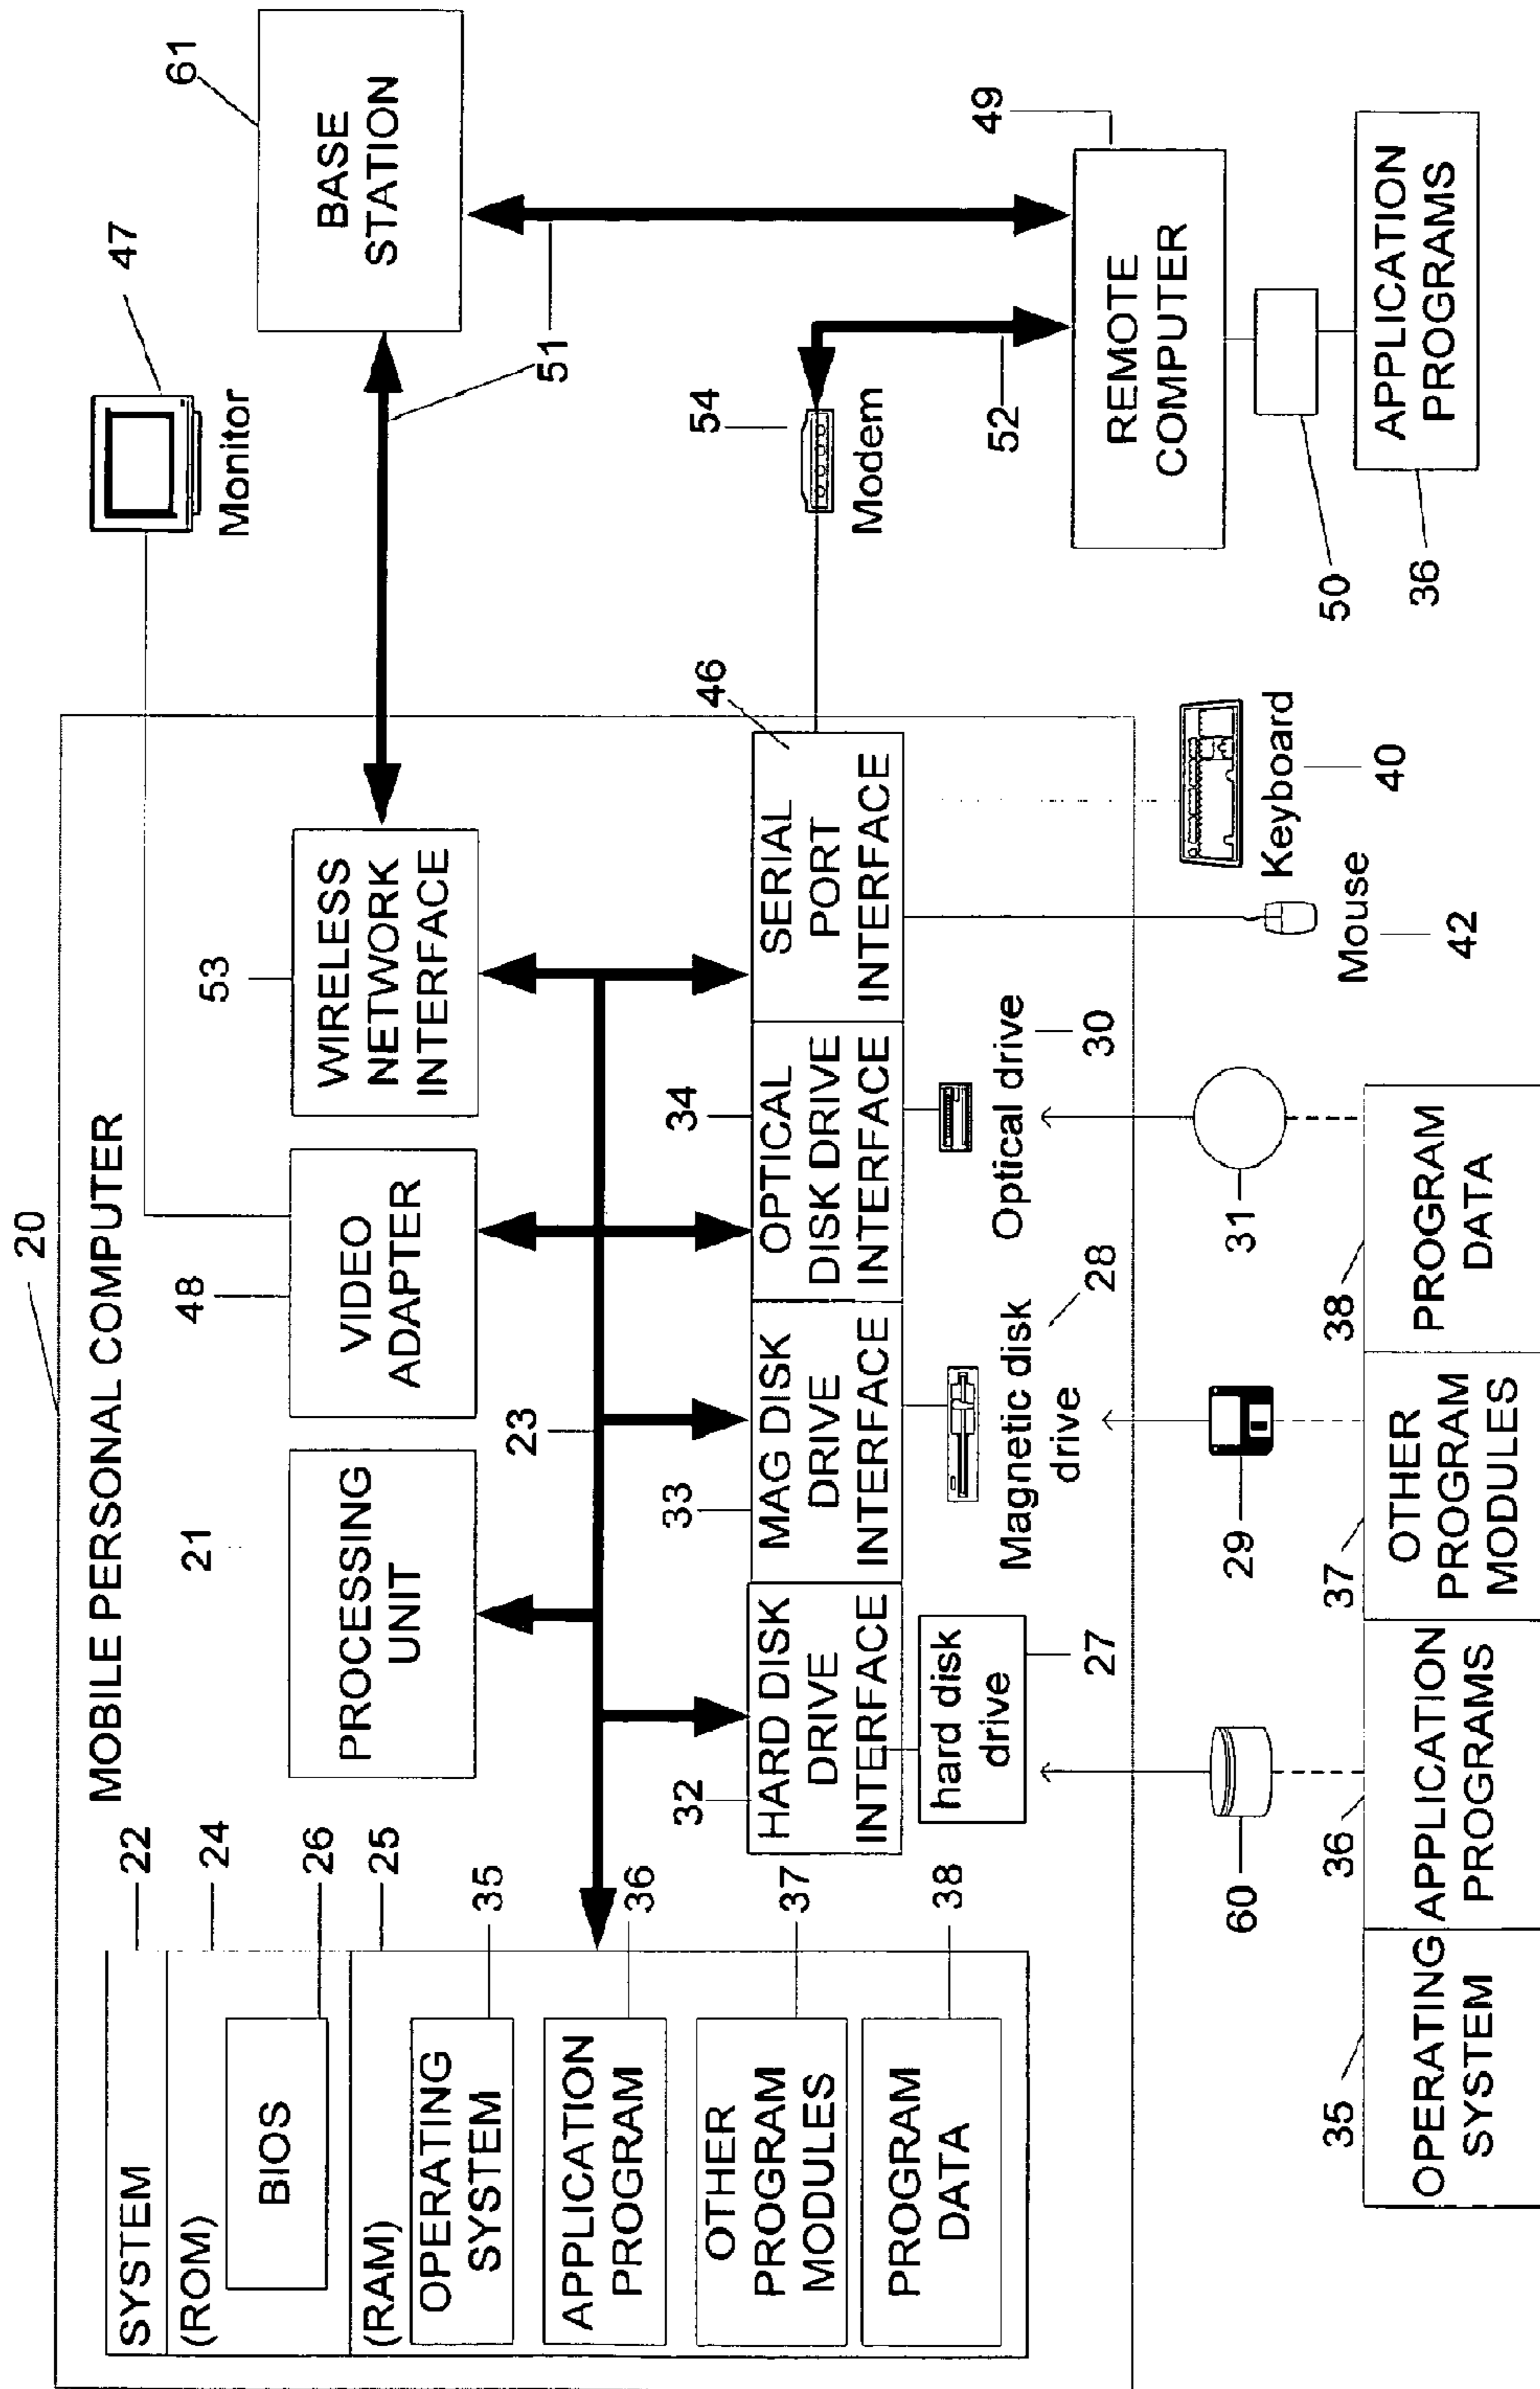 20
MOBILE PERSONAL COMPUTER
SYSTEM
22
(ROM)
24
BIOS
26
(RAM)
25
OPERATING
SYSTEM
35
APPLICATION
PROGRAM
36
OTHER
PROGRAM
MODULES
37
PROGRAM
DATA
38
21
PROCESSING
UNIT
48
VIDEO
ADAPTER
53
WIRELESS
NETWORK
INTERFACE
23
32
HARD DISK
DRIVE
INTERFACE
33
MAG DISK
DRIVE
INTERFACE
34
OPTICAL
DISK DRIVE
INTERFACE
46
SERIAL
PORT
INTERFACE
hard disk
drive
27
Magnetic disk
drive
28
Optical drive
30
47
Monitor
61
BASE
STATION
51
54
Modem
52
49
REMOTE
COMPUTER
50
APPLICATION
PROGRAMS
36
Keyboard
40
Mouse
42
60
29
31
35
OPERATING
SYSTEM
36
APPLICATION
PROGRAMS
37
OTHER
PROGRAM
MODULES
38
PROGRAM
DATA